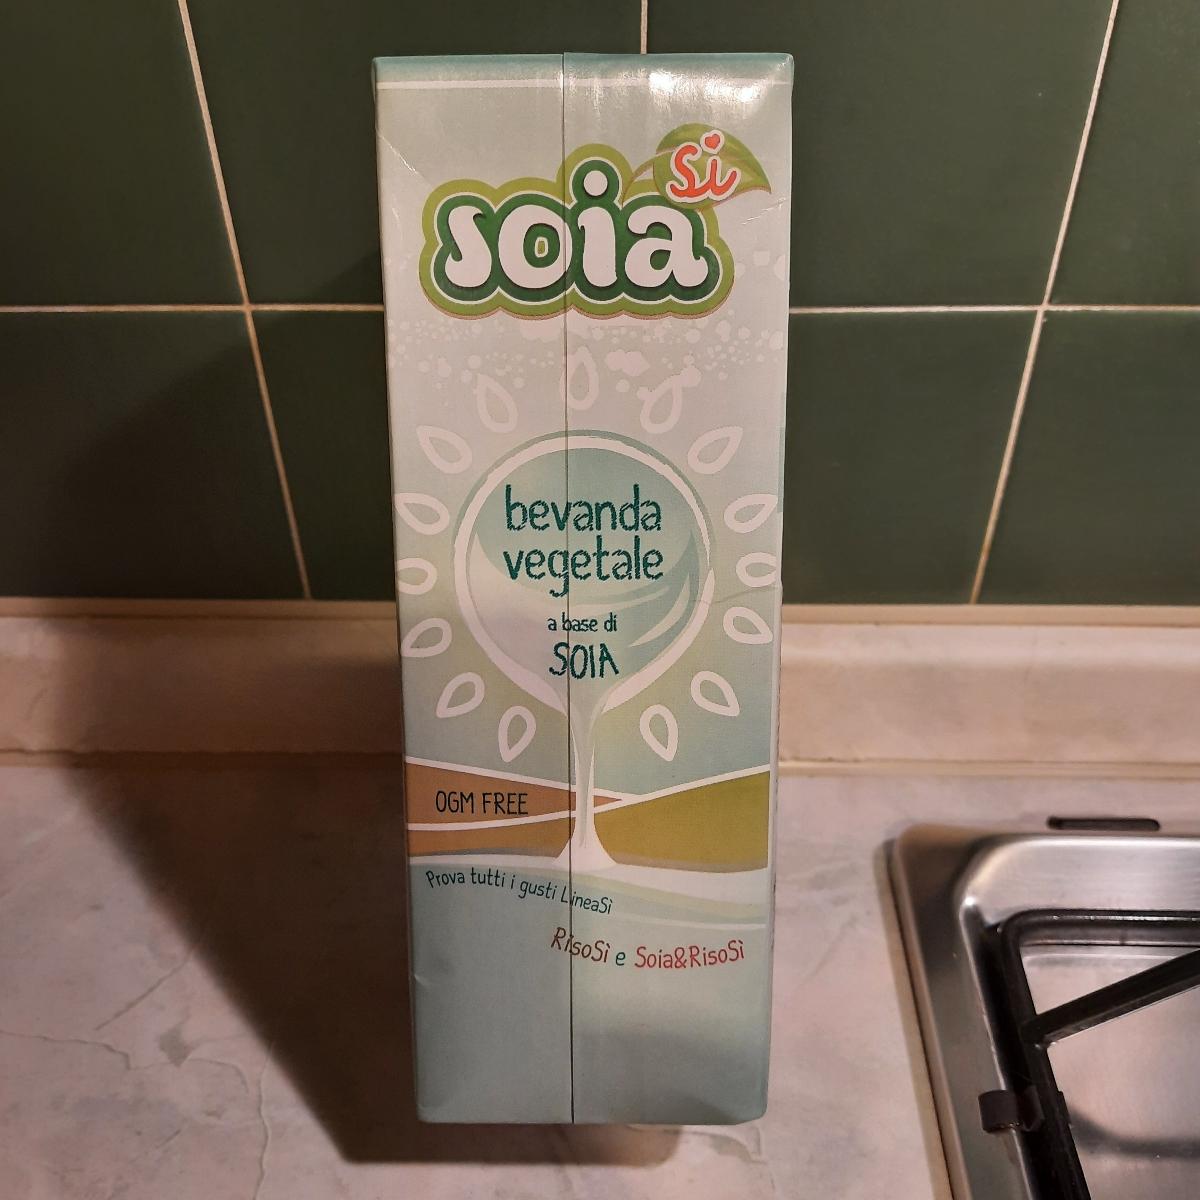 soia
sì
bevanda
vegetale
a base di
SOIA
OGM FREE
Prova tutti i gusti LineaSì
RisoSì e Soia&RisoSì